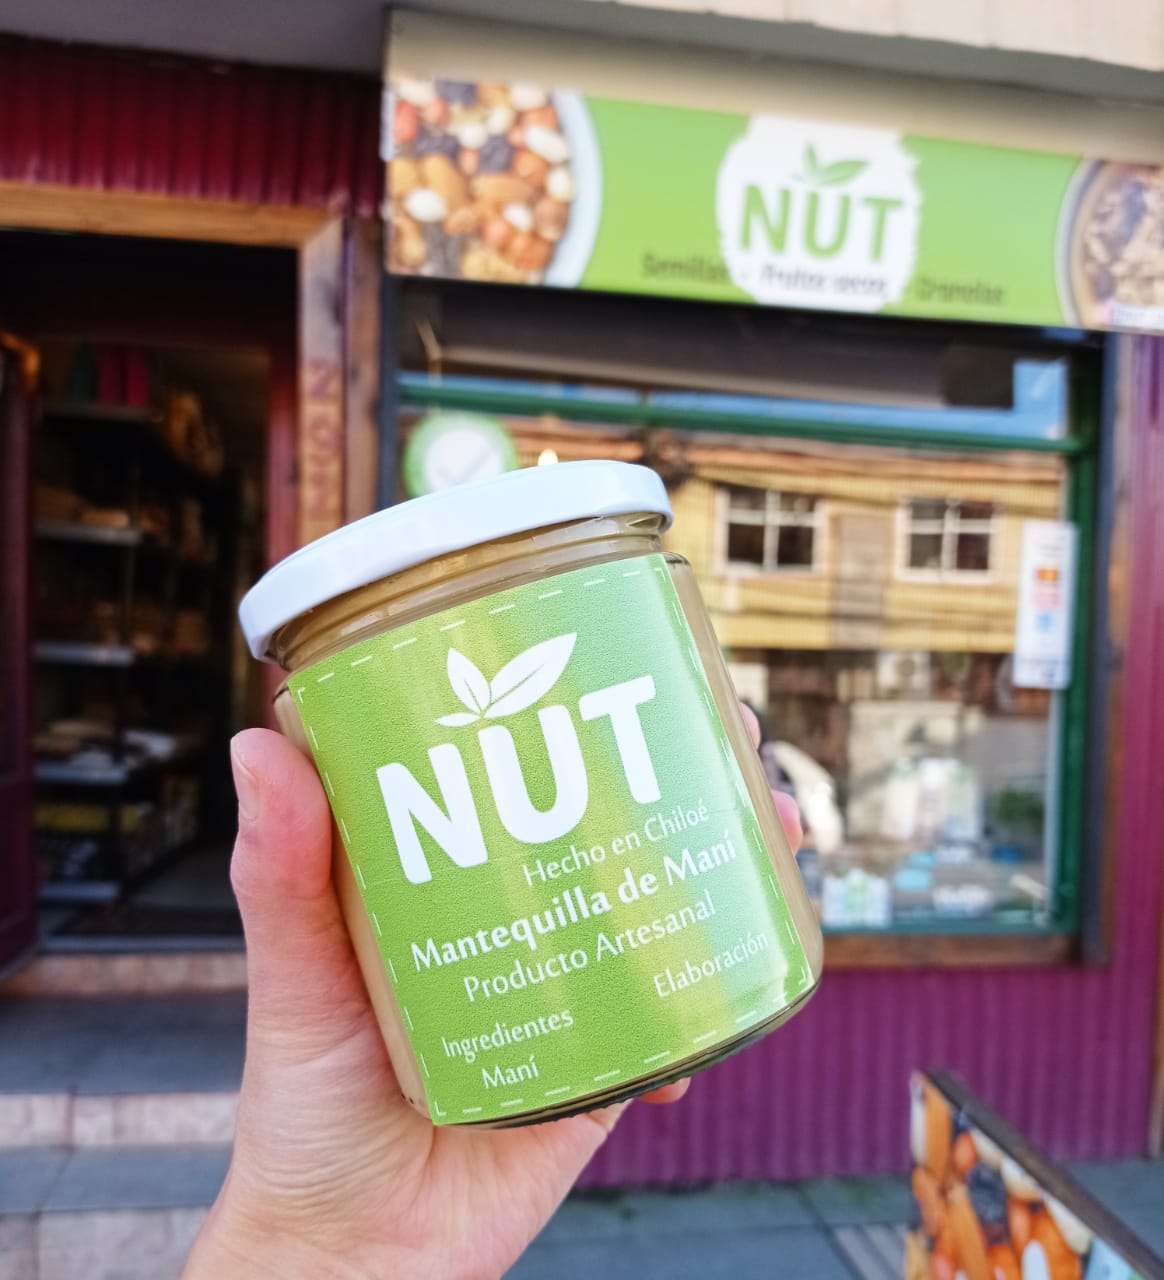 NUT
Semillas - Frutos secos - Granolas
NUT
Hecho en Chiloé
Mantequilla de Maní
Producto Artesanal
Elaboración
Ingredientes
Maní